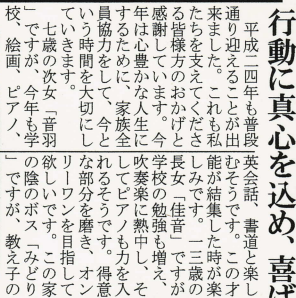 行動に真心を込め、喜ば
平成二四年も普段
通り迎えることが出
来ました。これも私
たちを支えてくださ
る皆様方のおかげと
感謝しています。今
年は心豊かな人生に
するために、家族全
員協力をして、今と
いう時間を大切にし
ていきます。
七歳の次女「音羽
」ですが、今年も学
校、絵画、ピアノ、
英会話、書道と楽し
むそうです。この才
能が結集した時が楽
しみです。一三歳の
長女「佳音」ですが
学校の勉強も増え、
吹奏楽に熱中し、そ
してピアノも力を入
れるそうです。得意
な部分を磨き、オン
リーワンを目指して
欲しいです。この家
の陰のボス「みどり
」ですが、教え子の